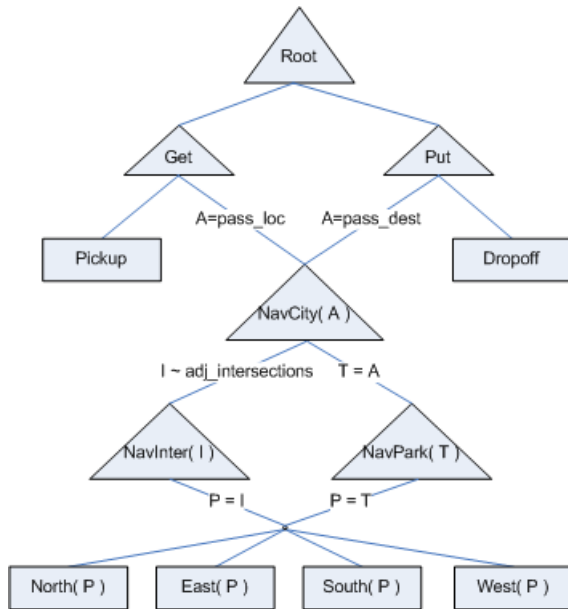 Root
Get
Put
A=pass_loc
A=pass_dest
Pickup
Dropoff
NavCity( A )
I ~ adj_intersections
T = A
NavInter( I )
NavPark( T )
P = I
P = T
North( P )
East( P )
South( P )
West( P )